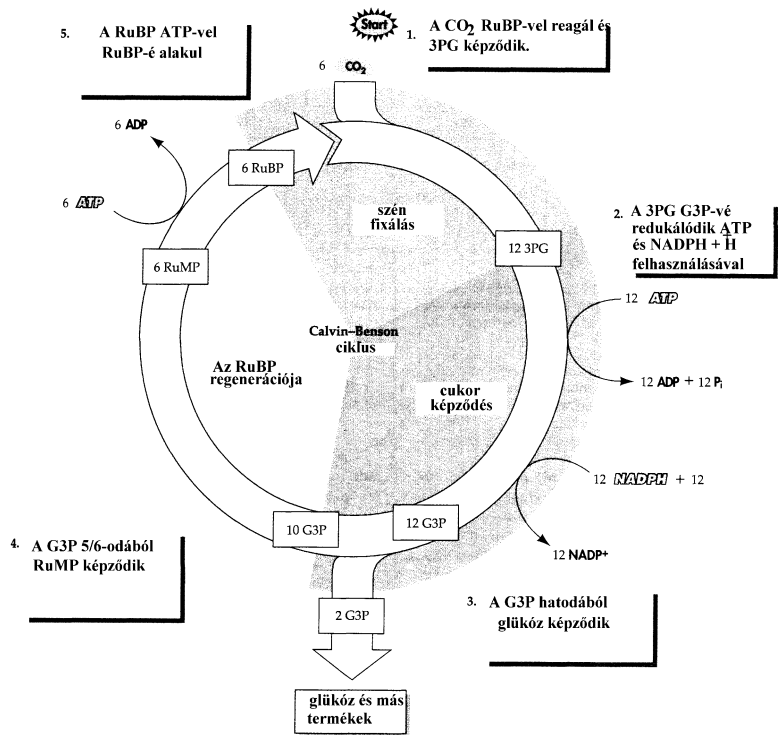 Start
1. A CO2 RuBP-vel reagál és
3PG képződik.
6 CO2
5. A RuBP ATP-vel
RuBP-é alakul
6 ADP
6 ATP
6 RuBP
6 RuMP
szén
fixálás
12 3PG
2. A 3PG G3P-vé
redukálódik ATP
és NADPH + H
felhasználásával
12 ATP
12 ADP + 12 Pi
Calvin–Benson
ciklus
Az RuBP
regenerációja
cukor
képződés
12 NADPH + 12
12 NADP+
10 G3P
12 G3P
4. A G3P 5/6-odából
RuMP képződik
3. A G3P hatodából
glükóz képződik
2 G3P
glükóz és más
termékek